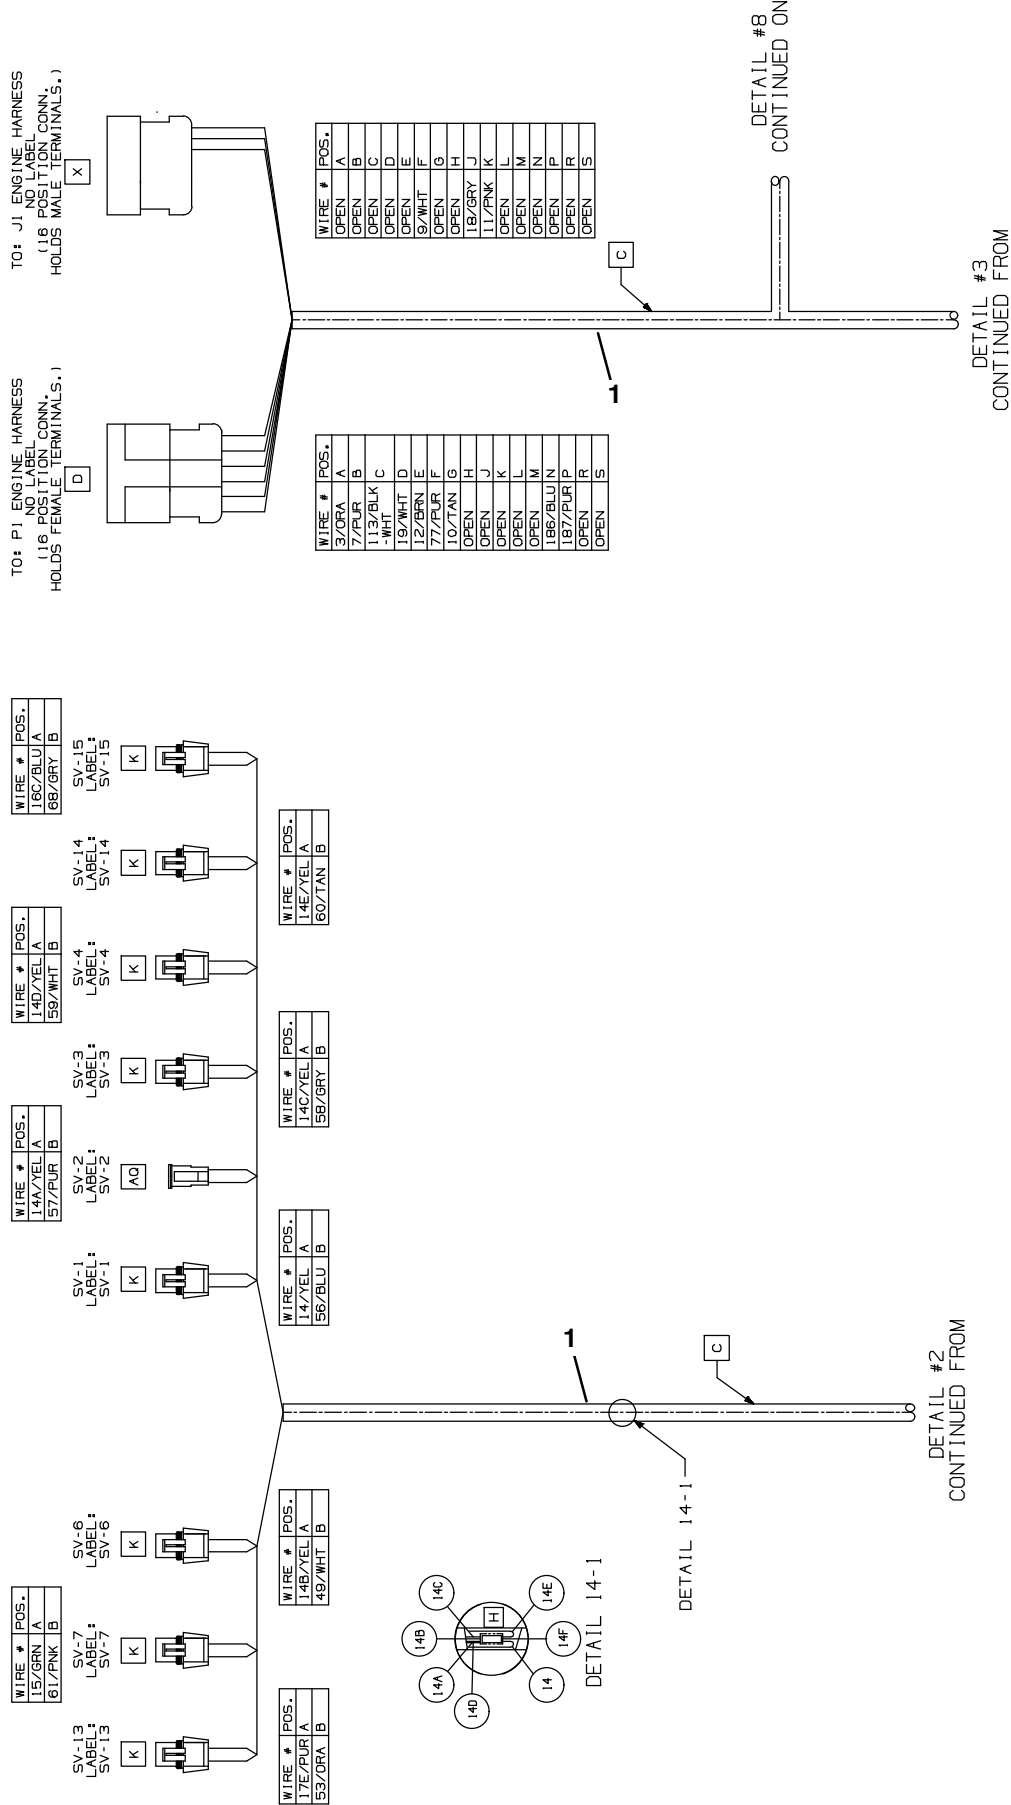 TO: P1 ENGINE HARNESS
NO LABEL
(16 POSITION CONN.
HOLDS FEMALE TERMINALS.)
D
TO: J1 ENGINE HARNESS
NO LABEL
(16 POSITION CONN.
HOLDS MALE TERMINALS.)
X
WIRE # POS.
3/ORA A
7/PUR B
113/BLK C
-WHT
19/WHT D
12/BRN E
77/PUR F
10/TAN G
OPEN H
OPEN J
OPEN K
OPEN L
OPEN M
186/BLU N
187/PUR P
OPEN R
OPEN S
WIRE # POS.
OPEN A
OPEN B
OPEN C
OPEN D
OPEN E
9/WHT F
OPEN G
OPEN H
18/GRY J
11/PNK K
OPEN L
OPEN M
OPEN N
OPEN P
OPEN R
OPEN S
C
1
DETAIL #8
CONTINUED ON
DETAIL #3
CONTINUED FROM
WIRE # POS.
15/GRN A
61/PNK B
WIRE # POS.
14A/YEL A
57/PUR B
WIRE # POS.
14D/YEL A
59/WHT B
WIRE # POS.
16C/BLU A
68/GRY B
SV-13
LABEL:
SV-13
K
SV-7
LABEL:
SV-7
K
SV-6
LABEL:
SV-6
K
SV-1
LABEL:
SV-1
K
SV-2
LABEL:
SV-2
AQ
SV-3
LABEL:
SV-3
K
SV-4
LABEL:
SV-4
K
SV-14
LABEL:
SV-14
K
SV-15
LABEL:
SV-15
K
WIRE # POS.
17E/PUR A
53/ORA B
WIRE # POS.
14B/YEL A
49/WHT B
WIRE # POS.
14/YEL A
56/BLU B
WIRE # POS.
14C/YEL A
58/GRY B
WIRE # POS.
14E/YEL A
60/TAN B
14A
14B
14C
14D
H
14
14F
14E
DETAIL 14-1
1
C
DETAIL 14-1
DETAIL #2
CONTINUED FROM